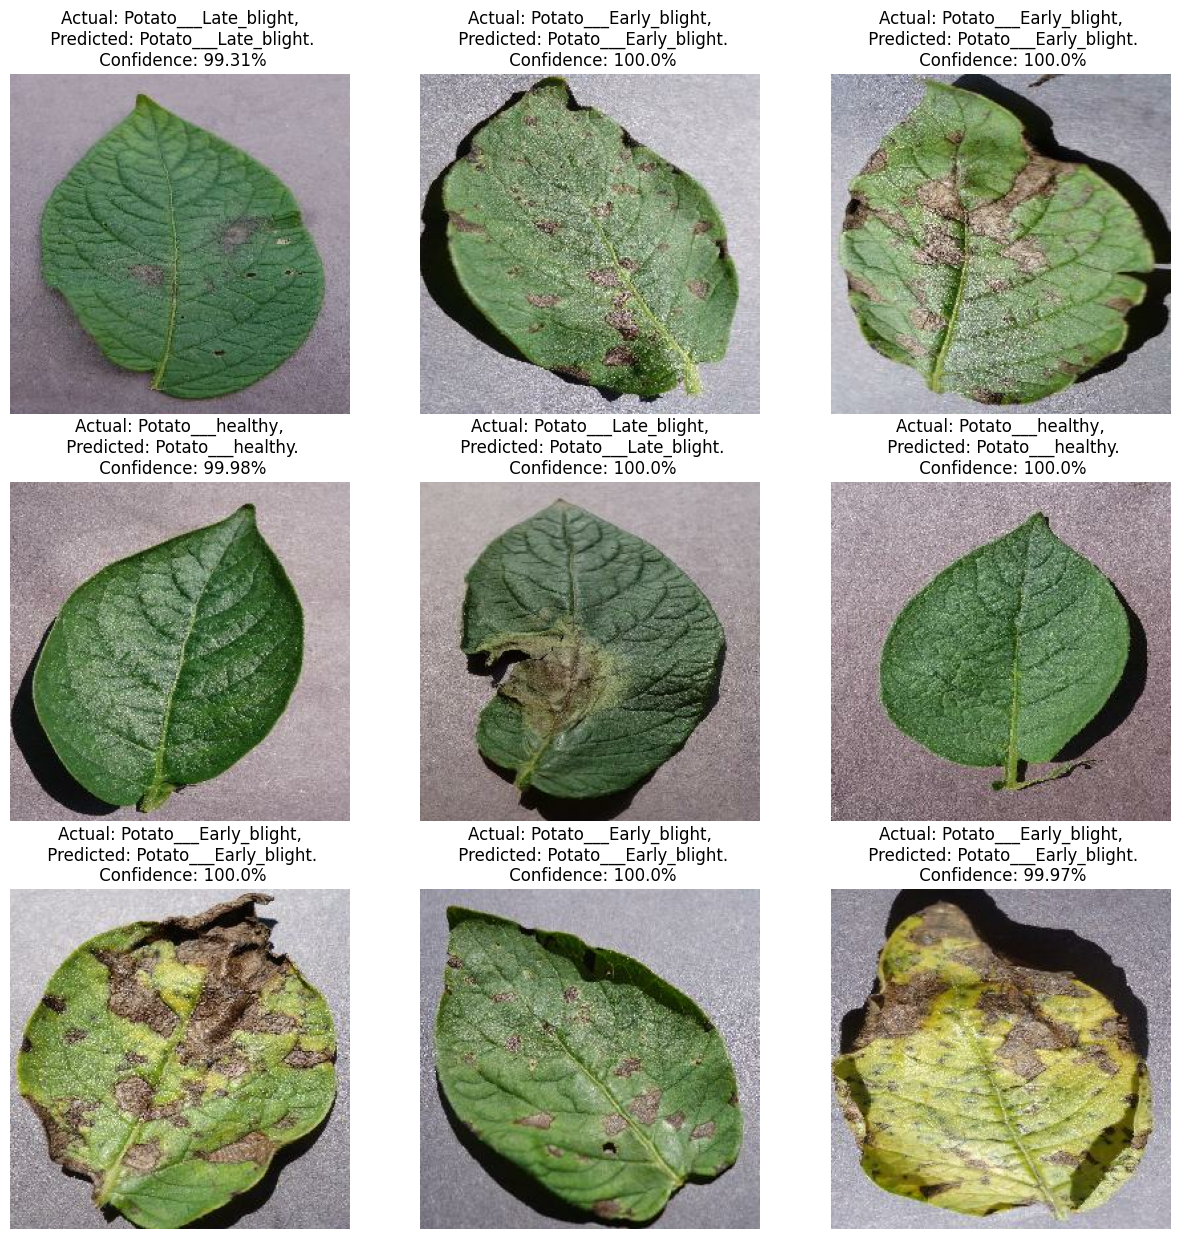 Actual: Potato___Late_blight,
Predicted: Potato___Late_blight.
Confidence: 99.31%
Actual: Potato___Early_blight,
Predicted: Potato___Early_blight.
Confidence: 100.0%
Actual: Potato___Early_blight,
Predicted: Potato___Early_blight.
Confidence: 100.0%
Actual: Potato___healthy,
Predicted: Potato___healthy.
Confidence: 99.98%
Actual: Potato___Late_blight,
Predicted: Potato___Late_blight.
Confidence: 100.0%
Actual: Potato___healthy,
Predicted: Potato___healthy.
Confidence: 100.0%
Actual: Potato___Early_blight,
Predicted: Potato___Early_blight.
Confidence: 100.0%
Actual: Potato___Early_blight,
Predicted: Potato___Early_blight.
Confidence: 100.0%
Actual: Potato___Early_blight,
Predicted: Potato___Early_blight.
Confidence: 99.97%